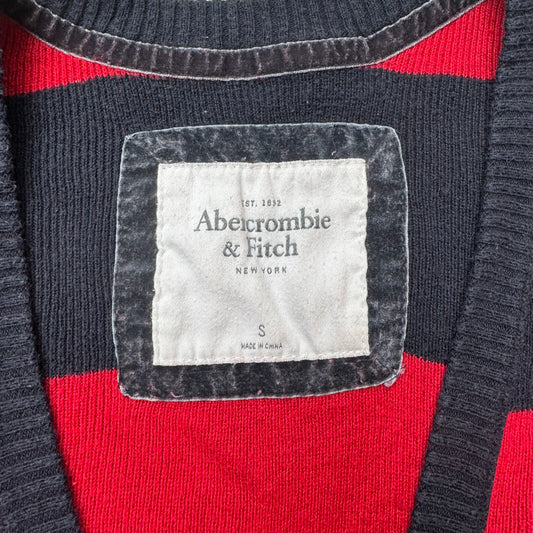 EST. 1892
Abercrombie
& Fitch
NEW YORK
S
MADE IN CHINA